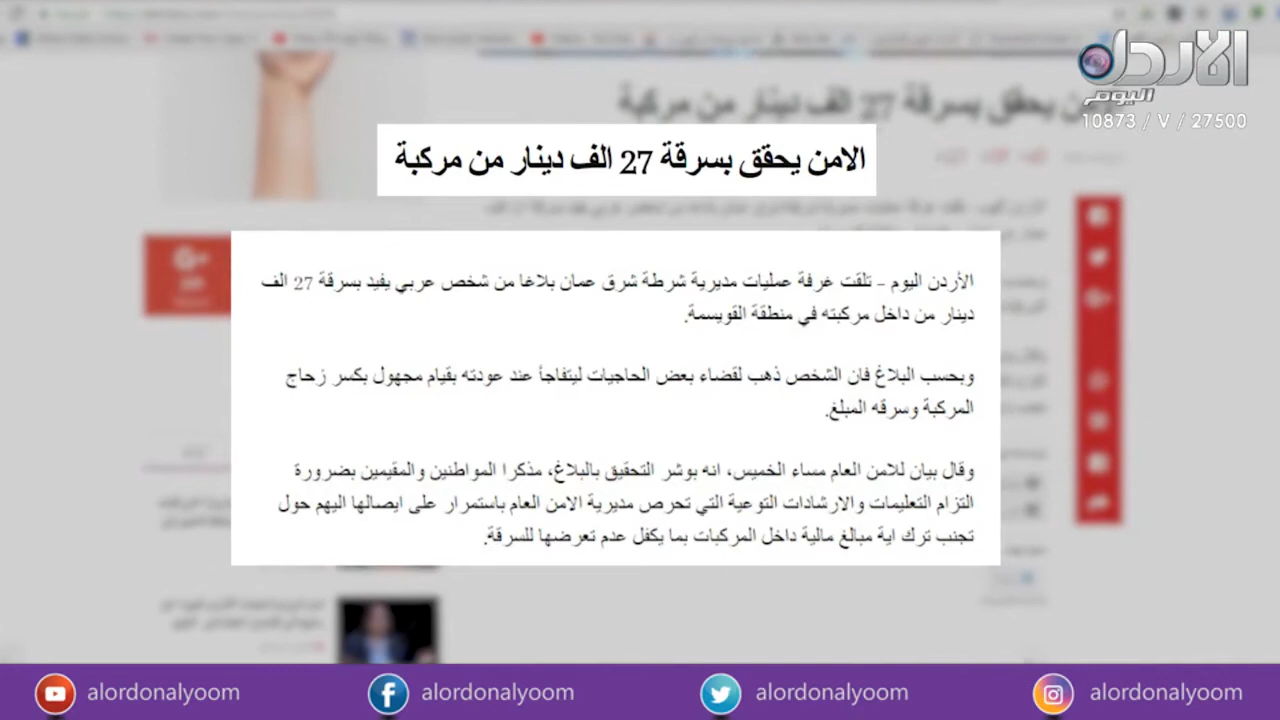 الاردن
اليوم
10873 / V / 27500
الامن يحقق بسرقة 27 الف دينار من مركبة
الأردن اليوم - تلقت غرفة عمليات مديرية شرطة شرق عمان بلاغا من شخص عربي يفيد بسرقة 27 الف
دينار من داخل مركبته في منطقة القويسمة.
وبحسب البلاغ فان الشخص ذهب لقضاء بعض الحاجيات ليتفاجأ عند عودته بقيام مجهول بكسر زحاج
المركبة وسرقه المبلغ.
وقال بيان للامن العام مساء الخميس، انه بوشر التحقيق بالبلاغ، مذكرا المواطنين والمقيمين بضرورة
التزام التعليمات والارشادات التوعية التي تحرص مديرية الامن العام باستمرار على ايصالها اليهم حول
تجنب ترك اية مبالغ مالية داخل المركبات بما يكفل عدم تعرضها للسرقة.
alordonalyoom
alordonalyoom
alordonalyoom
alordonalyoom